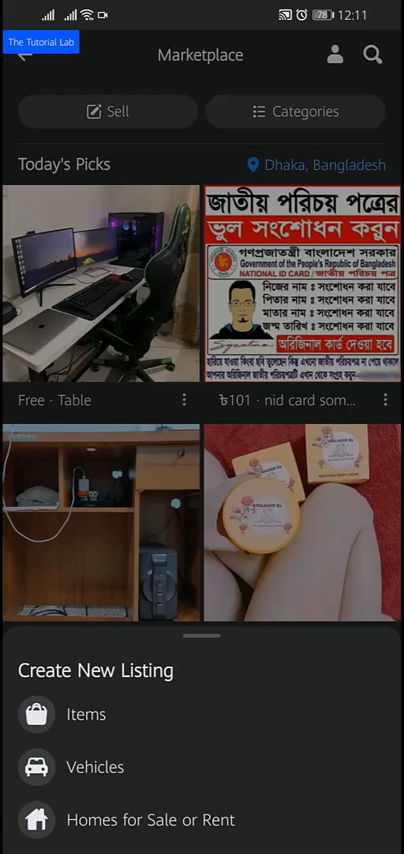 12:11
78
The Tutorial Lab
Marketplace
Sell
Categories
Today's Picks
Dhaka, Bangladesh
জাতীয় পরিচয় পত্রের
ভুল সংশোধন করুন
গণপ্রজাতন্ত্রী বাংলাদেশ সরকার
Government of the People's Republic of Bangladesh
NATIONAL ID CARD / জাতীয় পরিচয় পত্র
নিজের নাম ঃ সংশোধন করা যাবে
পিতার নাম ঃ সংশোধন করা যাবে
মাতার নাম ঃ সংশোধন করা যাবে
জন্ম তারিখ ঃ সংশোধন করা যাবে
অরিজিনাল কার্ড দেওয়া হবে
Free · Table
৳101 · nid card som...
Create New Listing
Items
Vehicles
Homes for Sale or Rent